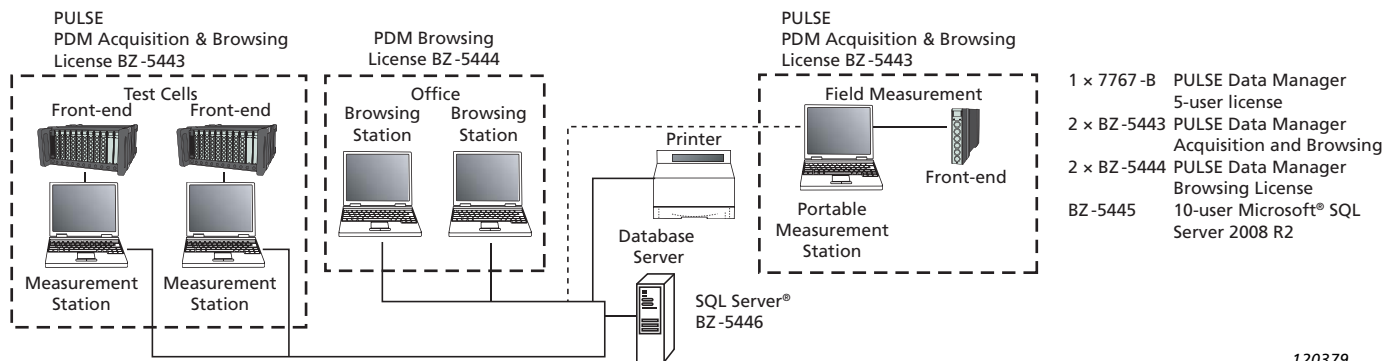 PULSE
PDM Acquisition & Browsing
License BZ-5443
Test Cells
Front-end
Front-end
Measurement
Station
Measurement
Station
PDM Browsing
License BZ-5444
Office
Browsing
Station
Browsing
Station
Printer
Database
Server
SQL Server®
BZ-5446
PULSE
PDM Acquisition & Browsing
License BZ-5443
Field Measurement
Front-end
Portable
Measurement
Station
1 × 7767-B PULSE Data Manager
5-user license
2 × BZ-5443 PULSE Data Manager
Acquisition and Browsing
2 × BZ-5444 PULSE Data Manager
Browsing License
BZ-5445 10-user Microsoft® SQL
Server 2008 R2
120379